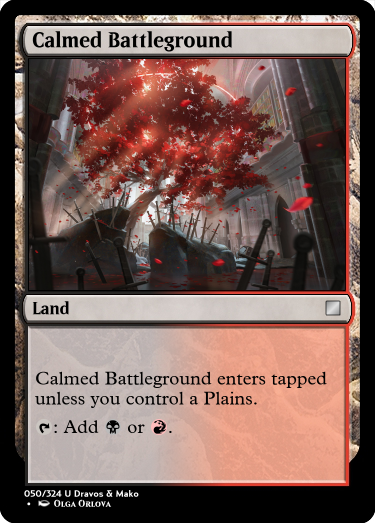 Calmed Battleground
Land
Calmed Battleground enters tapped
unless you control a Plains.
: Add or .
050/324 U Dravos & Mako
• Olga Orlova